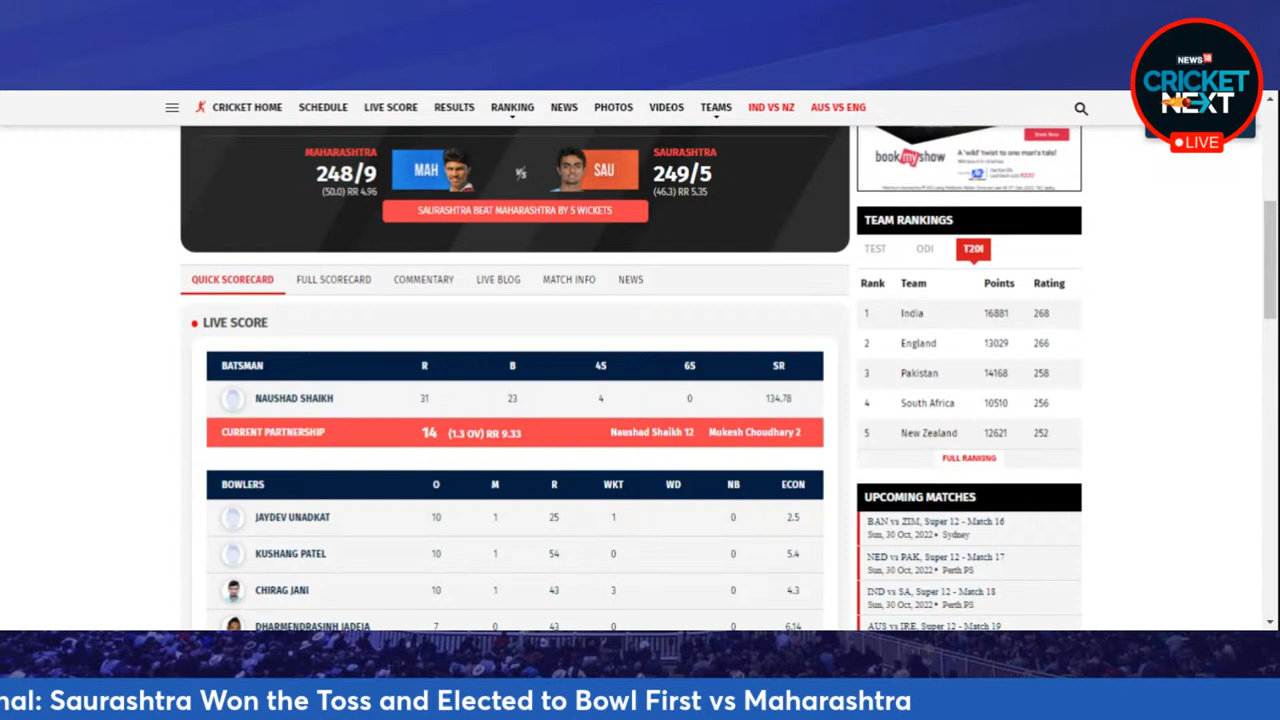 NEWS18
CRICKET
NEXT
LIVE
CRICKET HOME SCHEDULE LIVE SCORE RESULTS RANKING NEWS PHOTOS VIDEOS TEAMS IND VS NZ AUS VS ENG
MAHARASHTRA
248/9
(50.0) RR 4.96
MAH
V/S
SAU
SAURASHTRA
249/5
(46.3) RR 5.35
SAURASHTRA BEAT MAHARASHTRA BY 5 WICKETS
Book Now
bookmyshow
A 'wild' twist to one man's tale!
QUICK SCORECARD FULL SCORECARD COMMENTARY LIVE BLOG MATCH INFO NEWS
LIVE SCORE
BATSMAN R B 4S 6S SR
NAUSHAD SHAIKH 31 23 4 0 134.78
CURRENT PARTNERSHIP 14 (1.3 OV) RR 9.33 Naushad Shaikh 12 Mukesh Choudhary 2
BOWLERS O M R WKT WD NB ECON
JAYDEV UNADKAT 10 1 25 1 0 2.5
KUSHANG PATEL 10 1 54 0 0 5.4
CHIRAG JANI 10 1 43 3 0 4.3
DHARMENDRASINH JADEJA 7 0 43 0 0 6.14
TEAM RANKINGS
TEST ODI T20I
Rank Team Points Rating
1 India 16881 268
2 England 13029 266
3 Pakistan 14168 258
4 South Africa 10510 256
5 New Zealand 12621 252
FULL RANKING
UPCOMING MATCHES
BAN vs ZIM, Super 12 - Match 16
Sun, 30 Oct, 2022 • Sydney
NED vs PAK, Super 12 - Match 17
Sun, 30 Oct, 2022 • Perth PS
IND vs SA, Super 12 - Match 18
Sun, 30 Oct, 2022 • Perth PS
AUS vs IRE, Super 12 - Match 19
nal: Saurashtra Won the Toss and Elected to Bowl First vs Maharashtra